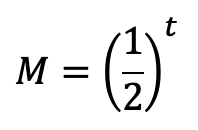 M = (1/2)^t